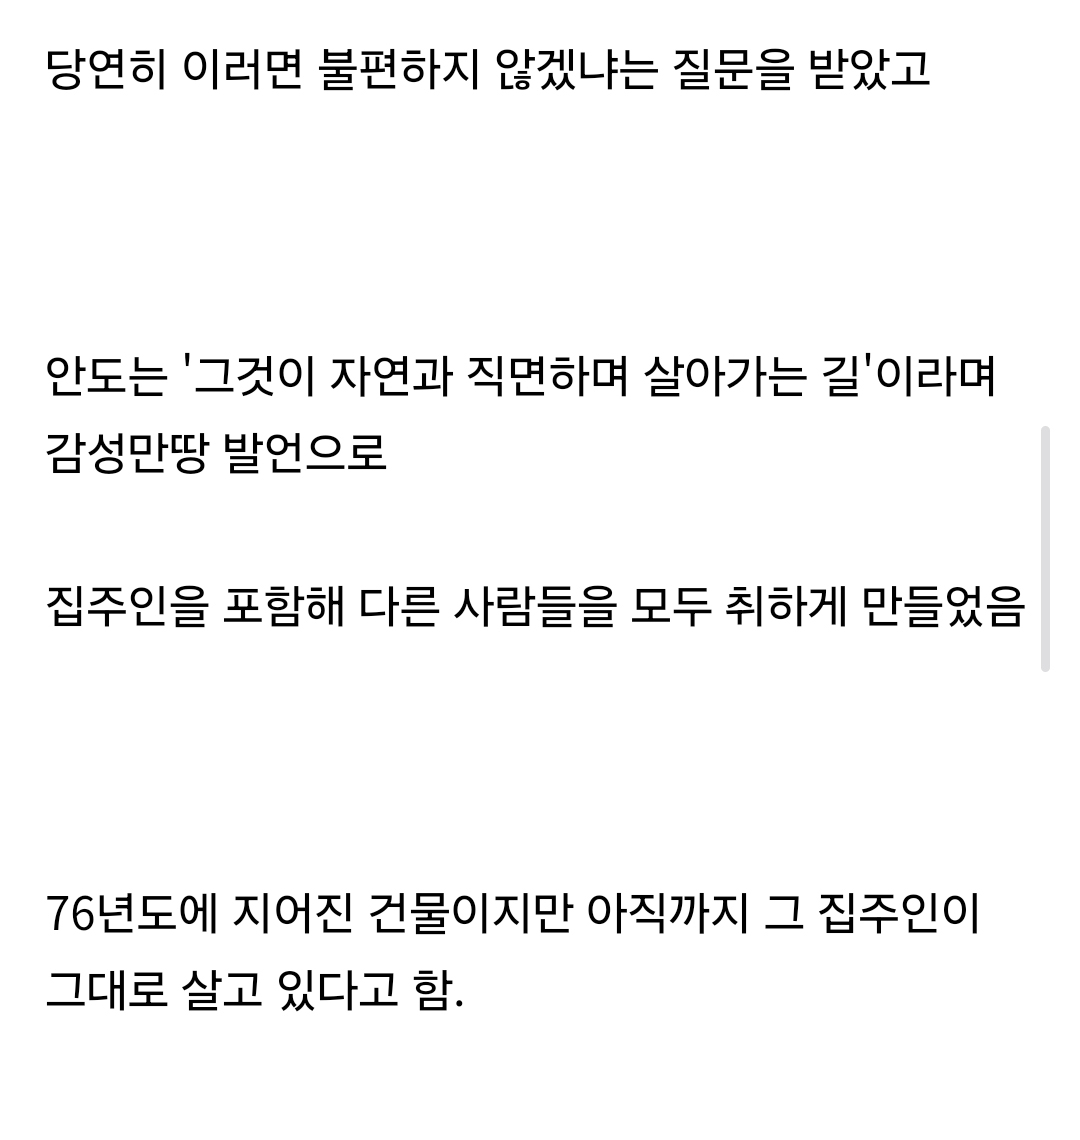 당연히 이러면 불편하지 않겠냐는 질문을 받았고
안도는 '그것이 자연과 직면하며 살아가는 길'이라며
감성만땅 발언으로
집주인을 포함해 다른 사람들을 모두 취하게 만들었음
76년도에 지어진 건물이지만 아직까지 그 집주인이
그대로 살고 있다고 함.